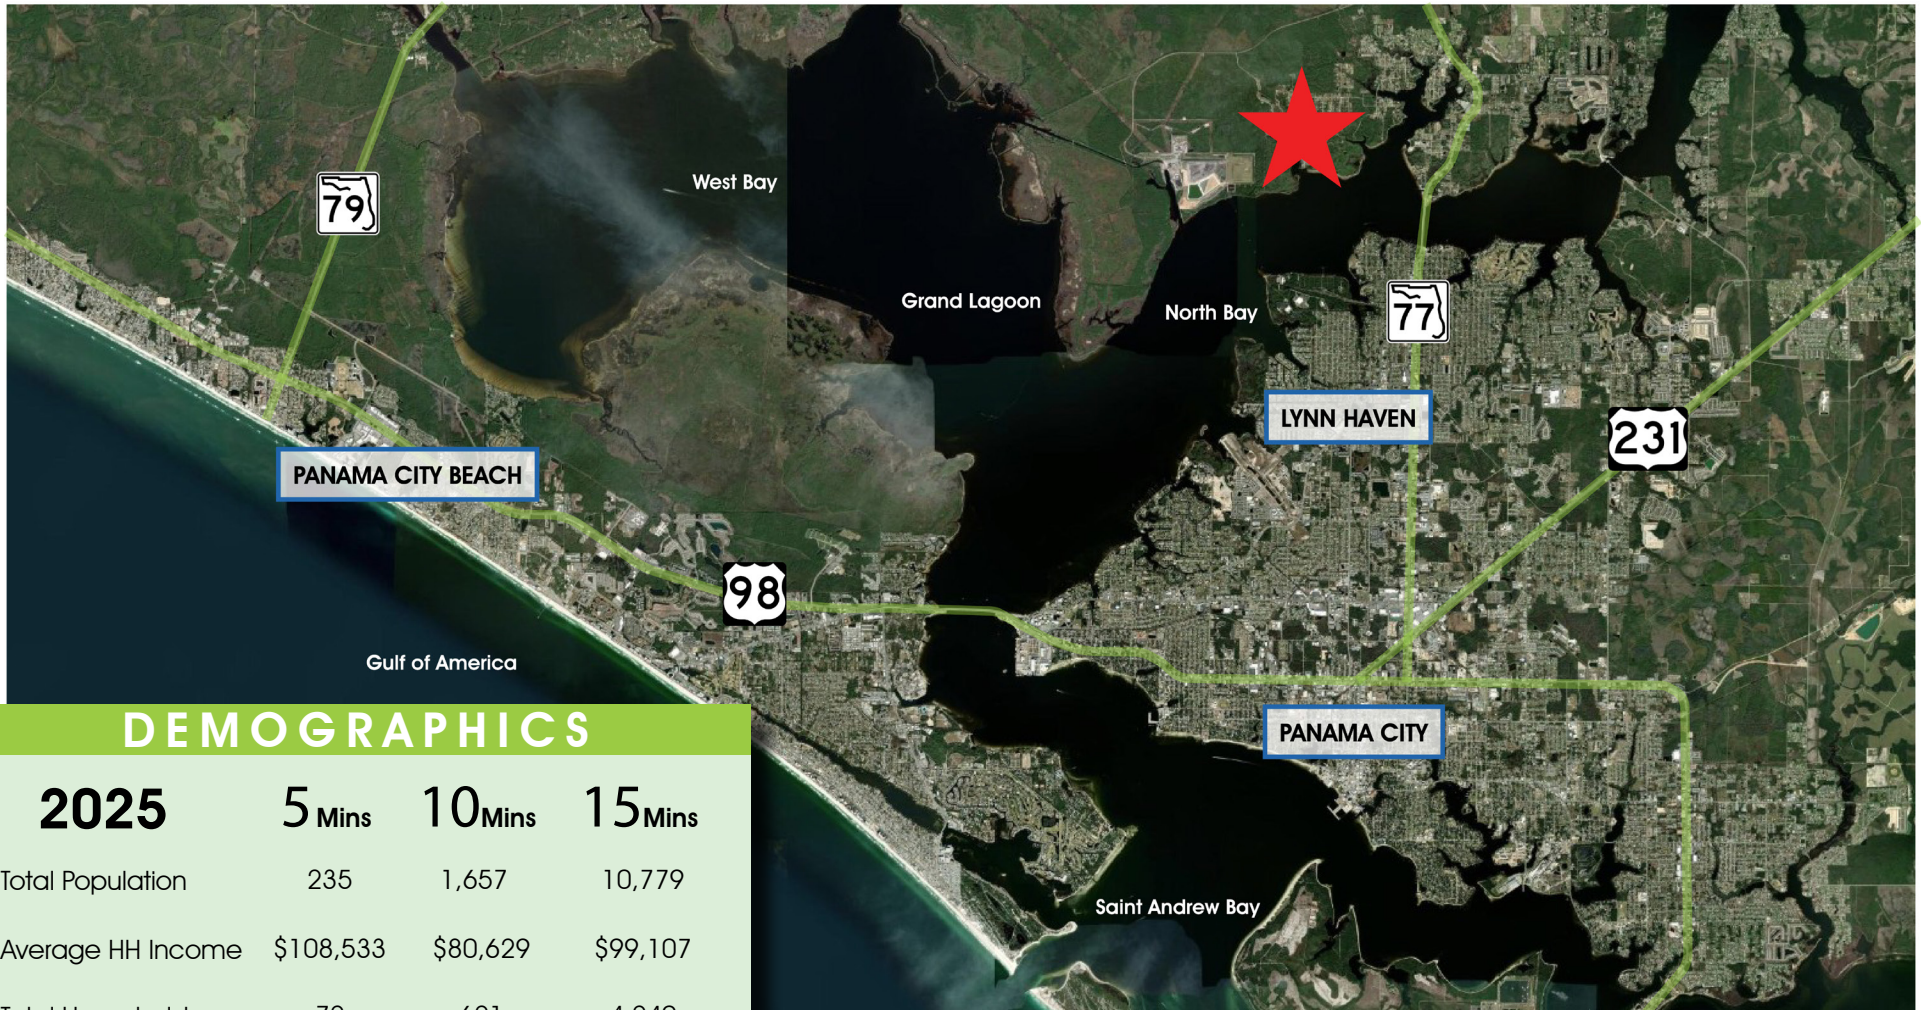 79
West Bay
Grand Lagoon
North Bay
77
LYNN HAVEN
231
PANAMA CITY BEACH
98
Gulf of America
PANAMA CITY
Saint Andrew Bay
DEMOGRAPHICS
2025 5 Mins 10 Mins 15 Mins
Total Population 235 1,657 10,779
Average HH Income $108,533 $80,629 $99,107